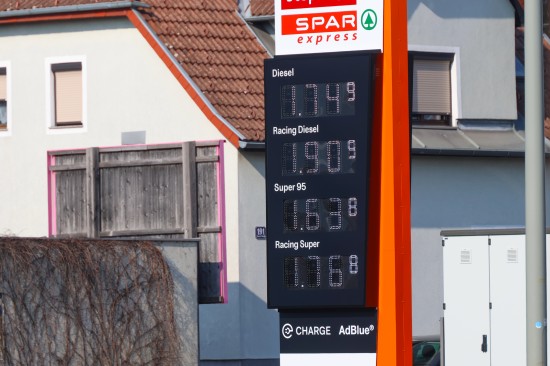 SPAR
express
Diesel
1.74 9
Racing Diesel
1.90 9
Super 95
1.63 8
Racing Super
1.76 8
191
CHARGE AdBlue®